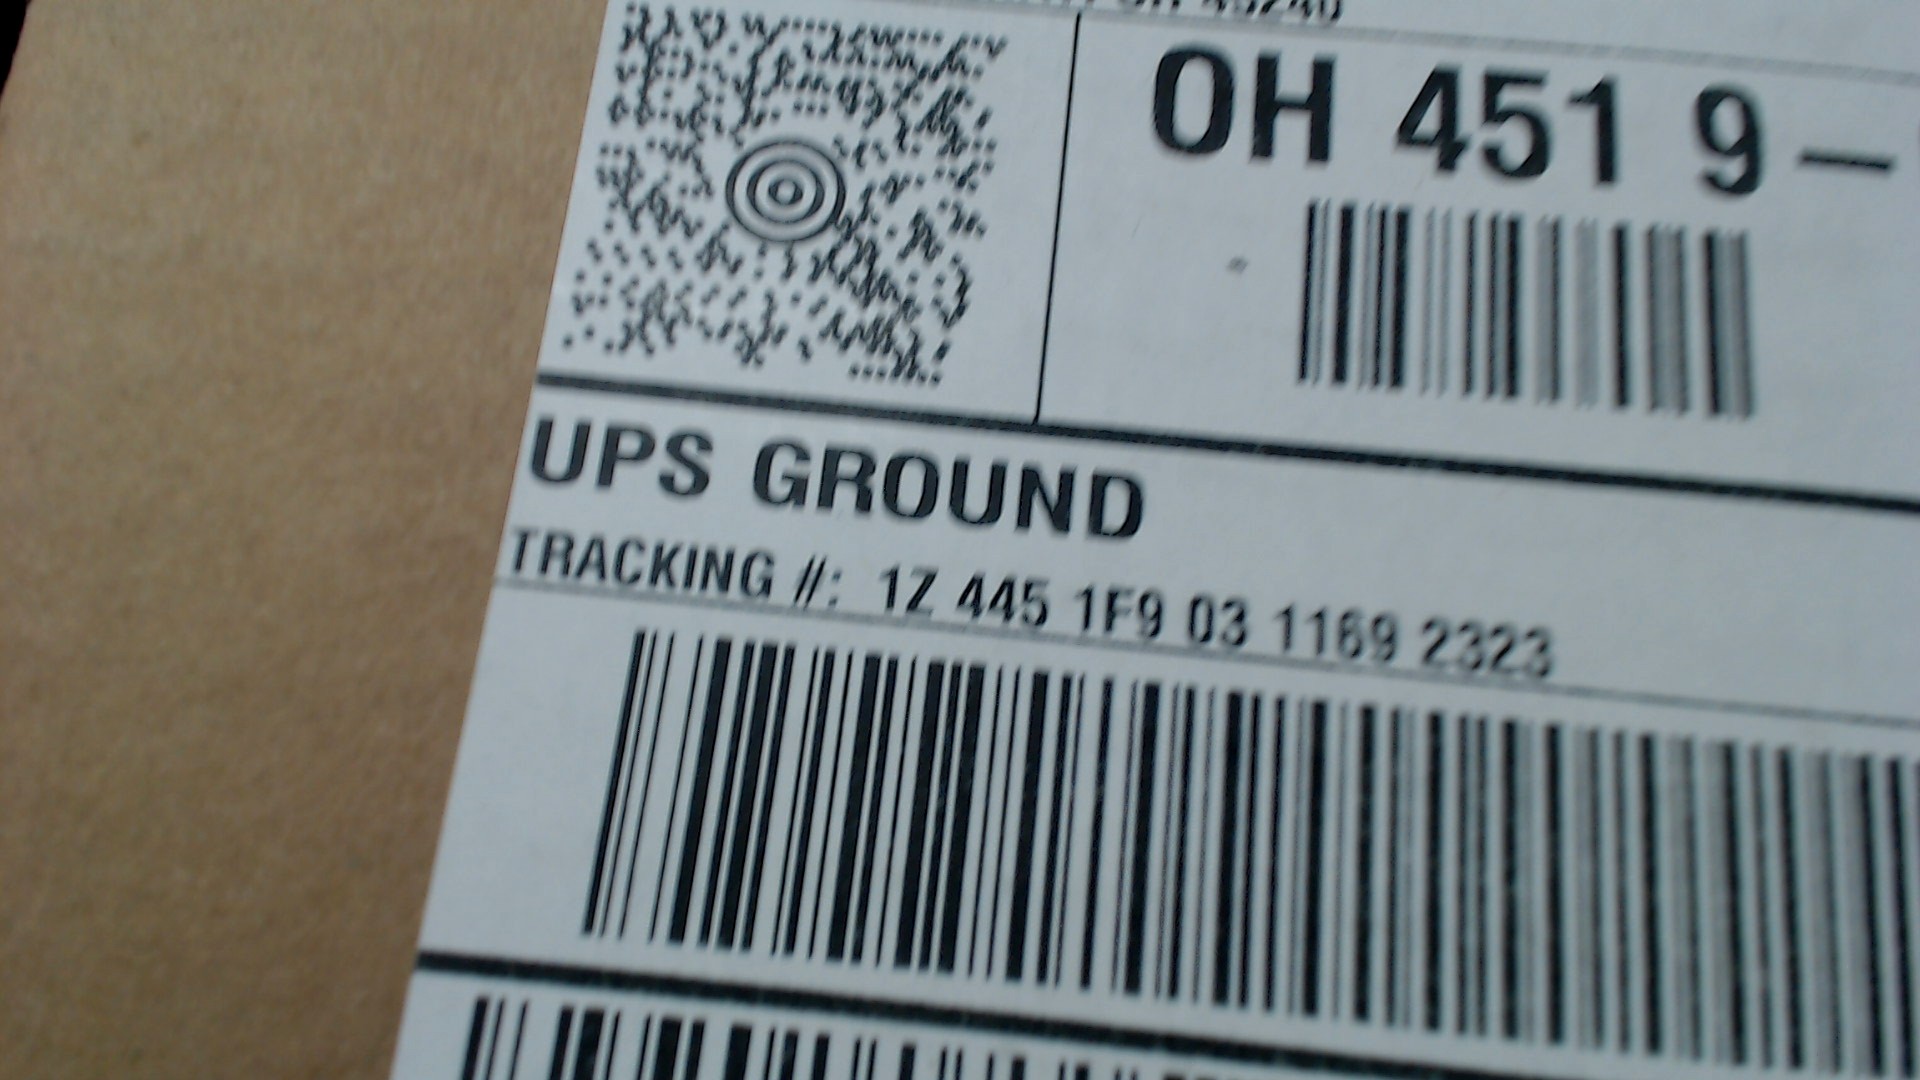 OH 451 9-
UPS GROUND
TRACKING #: 1Z 445 1F9 03 1169 2323